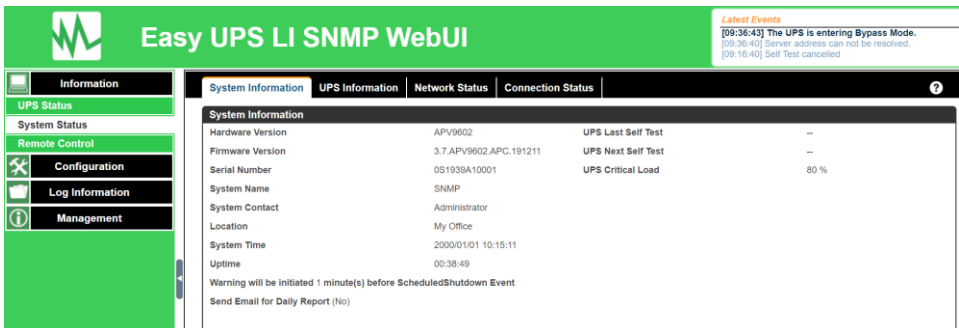 Easy UPS LI SNMP WebUI
Latest Events
[09:36:43] The UPS is entering Bypass Mode.
[09:36:40] Server address can not be resolved.
[09:16:40] Self Test cancelled
Information
UPS Status
System Status
Remote Control
Configuration
Log Information
Management
System Information UPS Information Network Status Connection Status ?
System Information
Hardware Version APV9602 UPS Last Self Test --
Firmware Version 3.7.APV9602.APC.191211 UPS Next Self Test --
Serial Number 0S1939A10001 UPS Critical Load 80 %
System Name SNMP
System Contact Administrator
Location My Office
System Time 2000/01/01 10:15:11
Uptime 00:38:49
Warning will be initiated 1 minute(s) before ScheduledShutdown Event
Send Email for Daily Report (No)